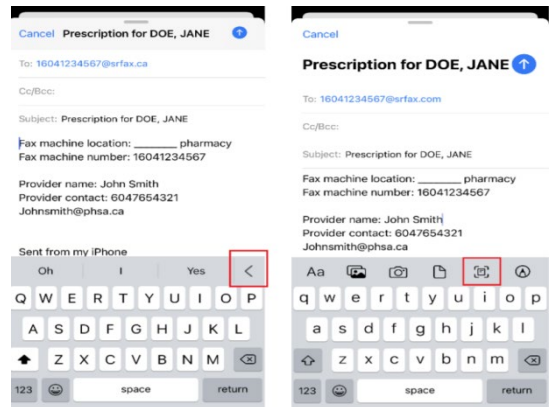 Cancel Prescription for DOE, JANE
To: 16041234567@srfax.ca
Cc/Bcc:
Subject: Prescription for DOE, JANE
Fax machine location: _______ pharmacy
Fax machine number: 16041234567
Provider name: John Smith
Provider contact: 6047654321
Johnsmith@phsa.ca
Sent from my iPhone
Oh I Yes
Q W E R T Y U I O P
A S D F G H J K L
Z X C V B N M
123 space return
Cancel
Prescription for DOE, JANE
To: 16041234567@srfax.com
Cc/Bcc:
Subject: Prescription for DOE, JANE
Fax machine location: _______ pharmacy
Fax machine number: 16041234567
Provider name: John Smith
Provider contact: 6047654321
Johnsmith@phsa.ca
Aa
q w e r t y u i o p
a s d f g h j k l
z x c v b n m
123 space return